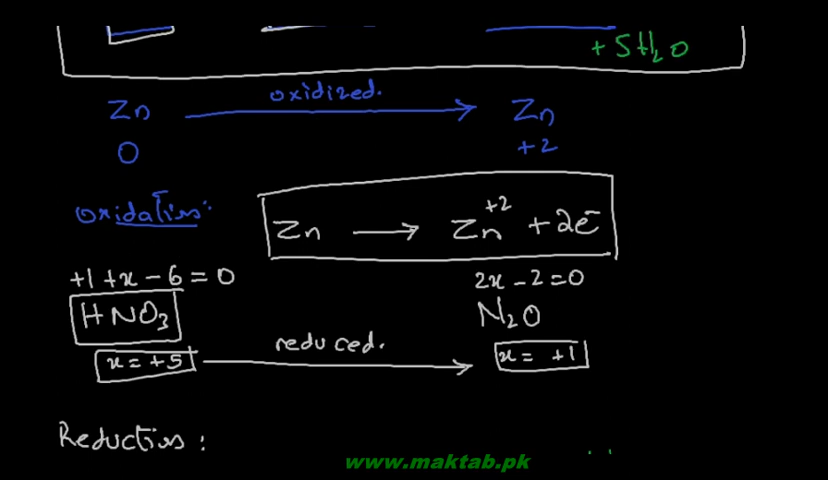 + 5H₂O
Zn oxidized. Zn
0 +2
oxidation:
Zn → Zn⁺² + 2e⁻
+1 + x - 6 = 0 2x - 2 = 0
HNO₃ N₂O
x = +5 reduced. x = +1
Reduction:
www.maktab.pk